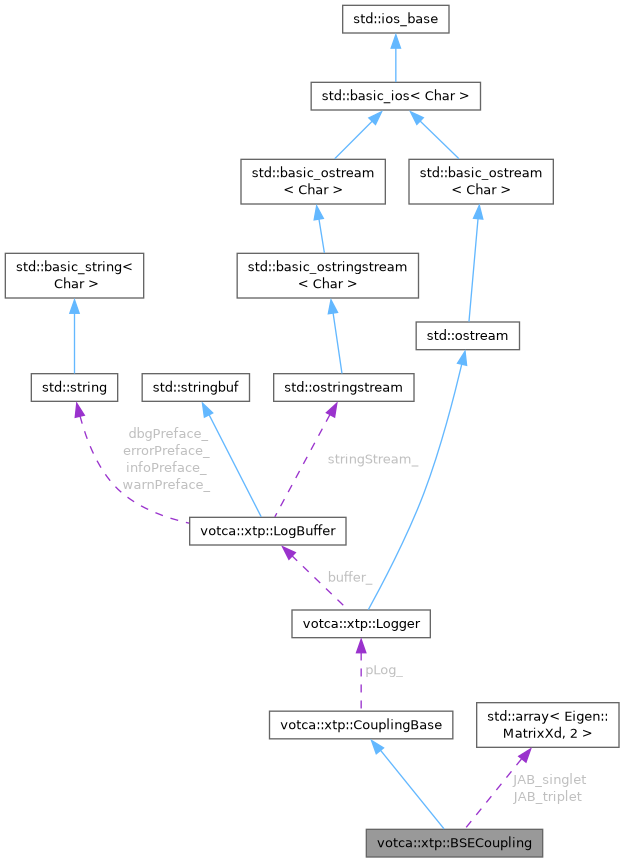 std::ios_base
std::basic_ios< Char >
std::basic_ostream
< Char >
std::basic_ostream
< Char >
std::basic_string<
Char >
std::basic_ostringstream
< Char >
std::ostream
std::string
std::stringbuf
std::ostringstream
dbgPreface_
errorPreface_
infoPreface_
warnPreface_
stringStream_
votca::xtp::LogBuffer
buffer_
votca::xtp::Logger
pLog_
votca::xtp::CouplingBase
std::array< Eigen::
MatrixXd, 2 >
JAB_singlet
JAB_triplet
votca::xtp::BSECoupling